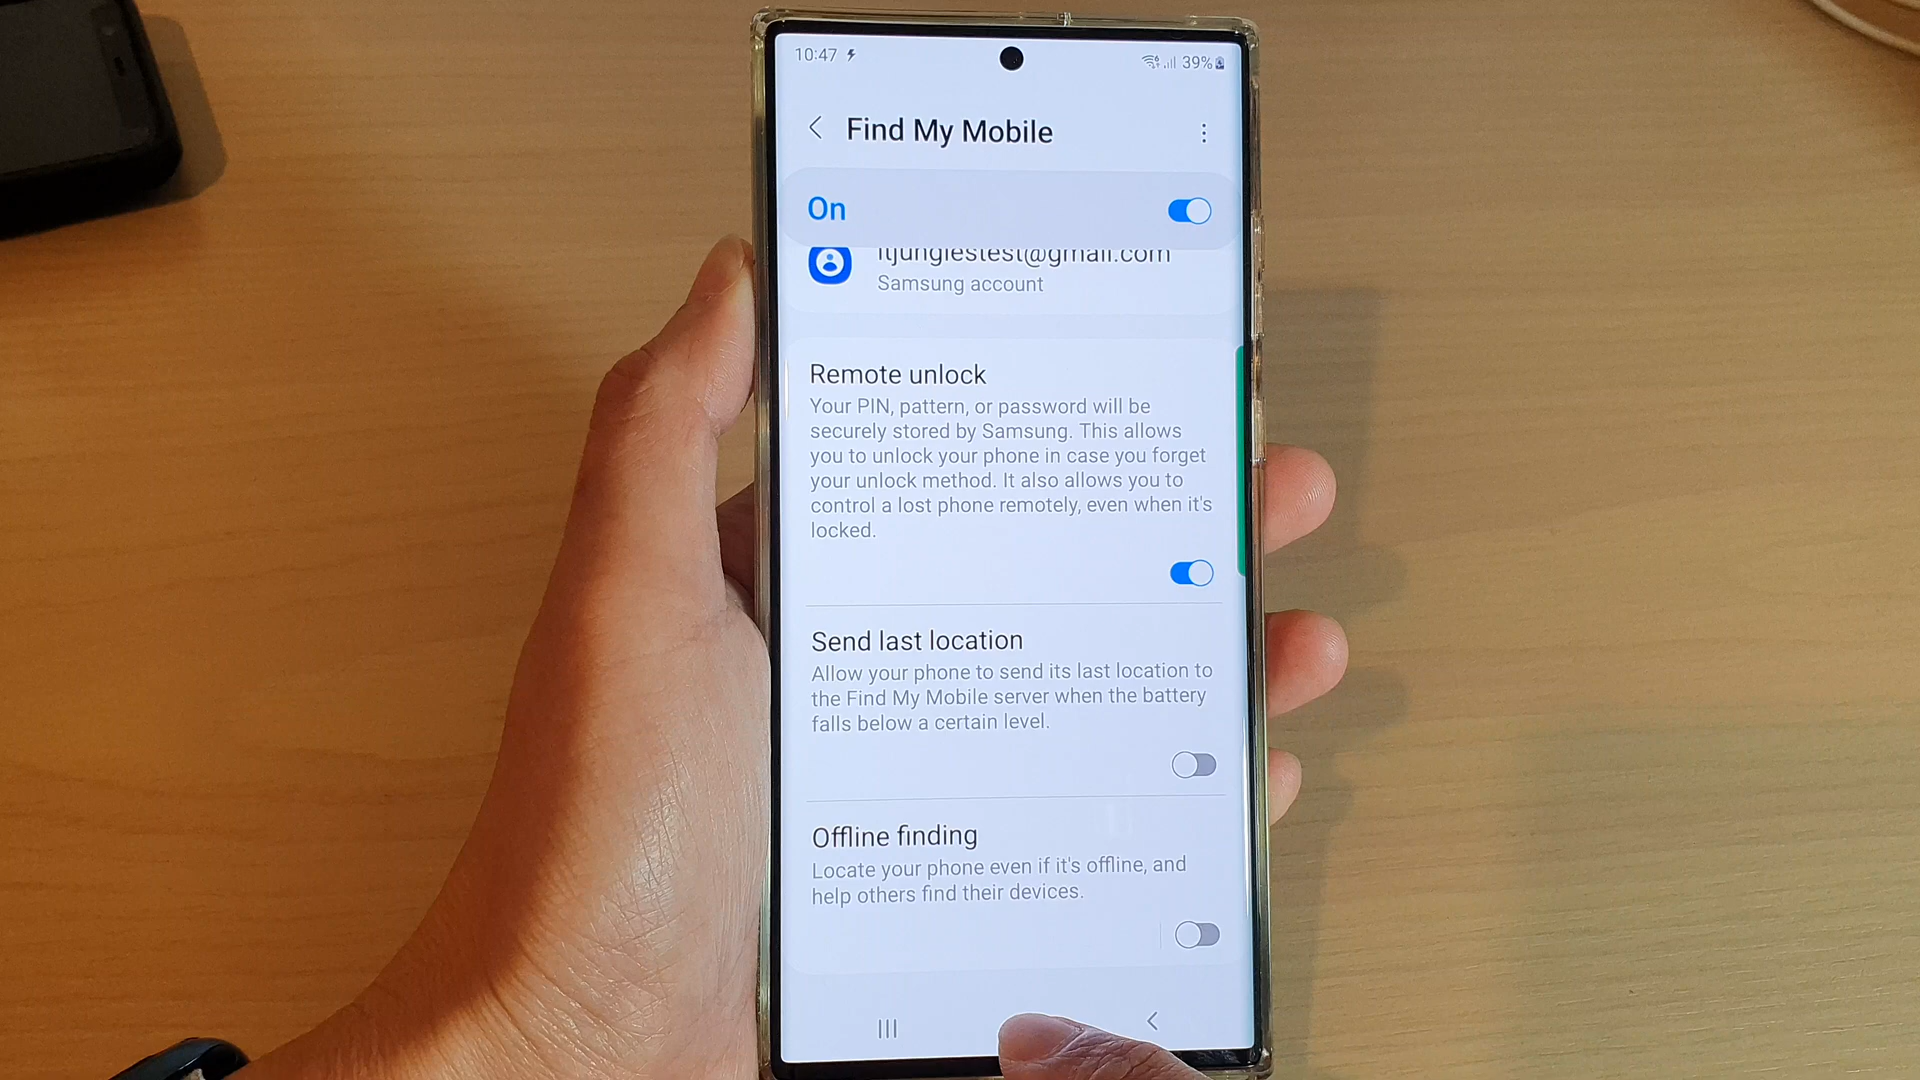 10:47
39%
Find My Mobile
On
itjunglestest@gmail.com
Samsung account
Remote unlock
Your PIN, pattern, or password will be
securely stored by Samsung. This allows
you to unlock your phone in case you forget
your unlock method. It also allows you to
control a lost phone remotely, even when it's
locked.
Send last location
Allow your phone to send its last location to
the Find My Mobile server when the battery
falls below a certain level.
Offline finding
Locate your phone even if it's offline, and
help others find their devices.